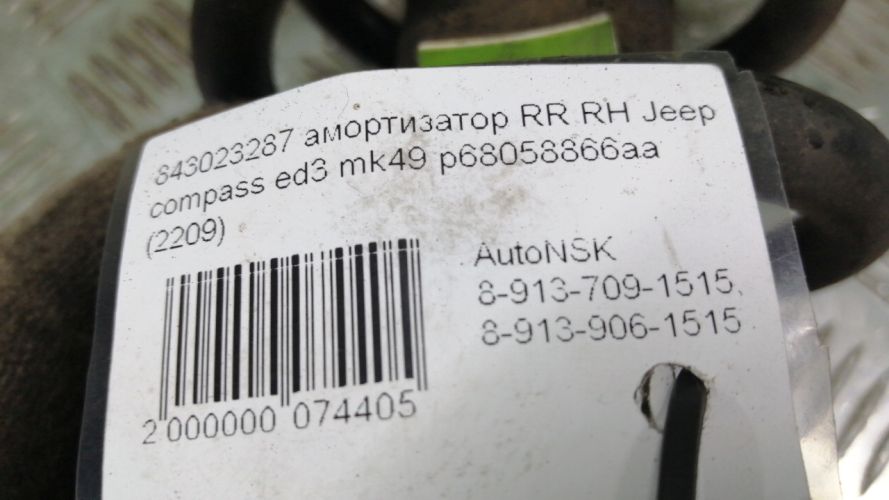 843023287 амортизатор RR RH Jeep
compass ed3 mk49 p68058866aa
(2209)
AutoNSK
8-913-709-1515,
8-913-906-1515
2 000000 074405